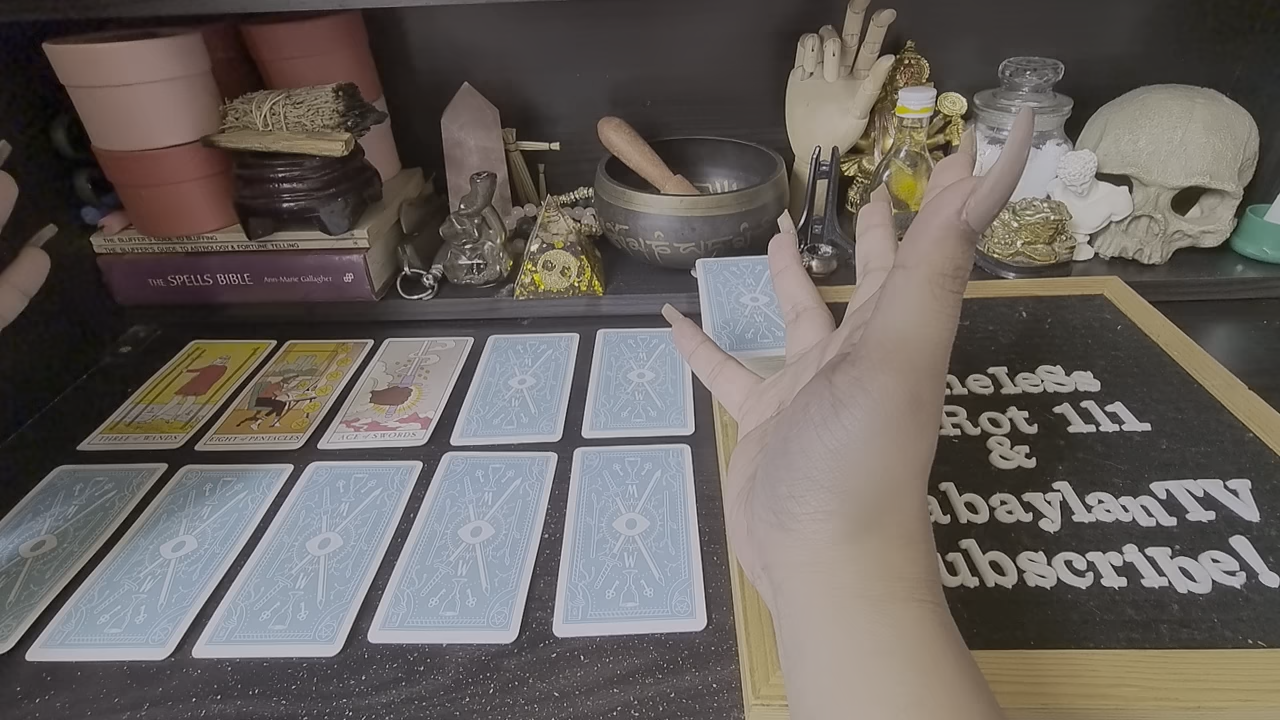 THE BLUFFER'S GUIDE TO BLUFFING
THE BLUFFER'S GUIDE TO ASTROLOGY & FORTUNE TELLING
THE SPELLS BIBLE Ann-Marie Gallagher
THREE of WANDS
EIGHT of PENTACLES
ACE of SWORDS
meleSs
Rot 111
&
abaylanTV
ubscribe!